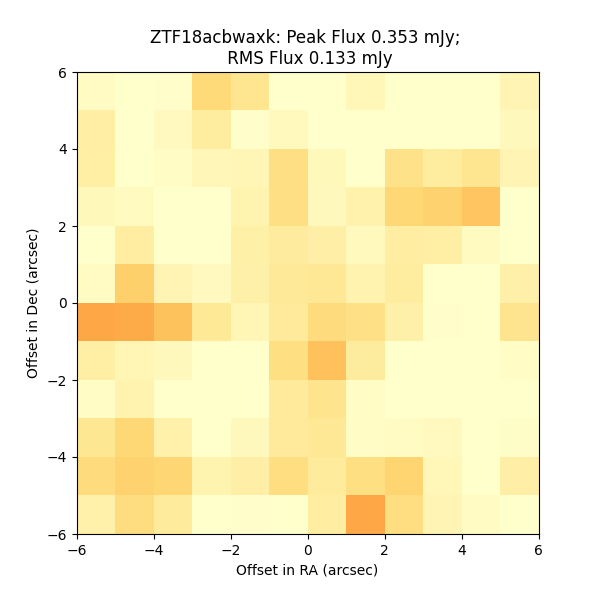 ZTF18acbwaxk: Peak Flux 0.353 mJy;
RMS Flux 0.133 mJy
6
4
2
0
−2
−4
−6
Offset in Dec (arcsec)
−6 −4 −2 0 2 4 6
Offset in RA (arcsec)